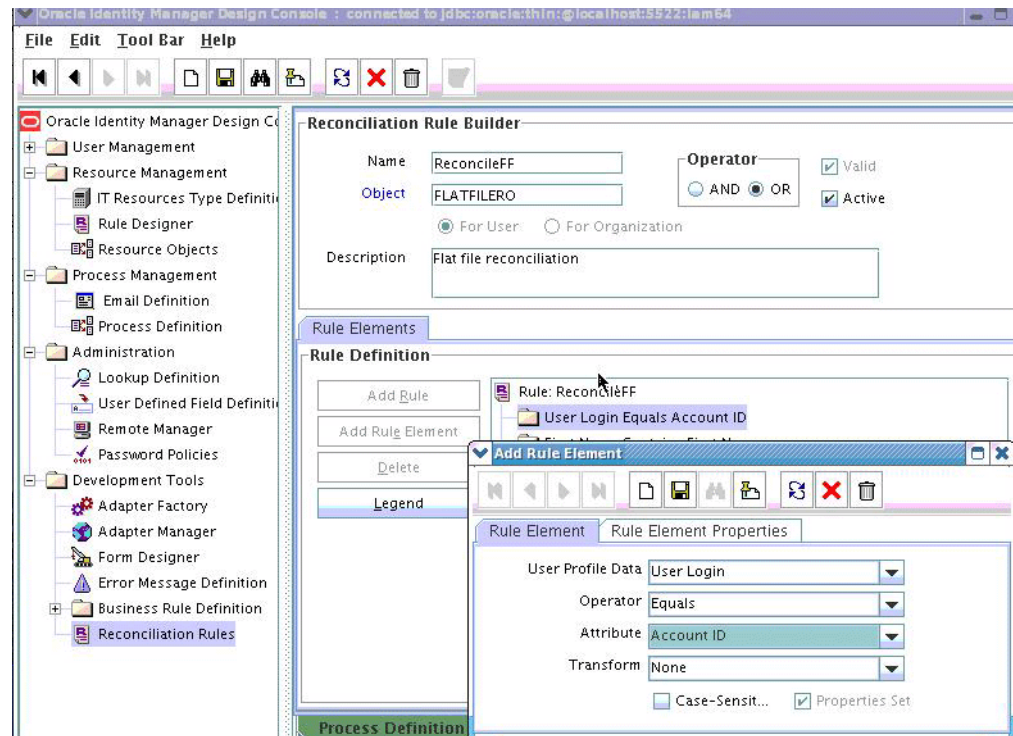 Oracle Identity Manager Design Console : connected to jdbc:oracle:thin:@localhost:5522:iam64
File Edit Tool Bar Help
Oracle Identity Manager Design Co
User Management
Resource Management
IT Resources Type Definiti
Rule Designer
Resource Objects
Process Management
Email Definition
Process Definition
Administration
Lookup Definition
User Defined Field Definiti
Remote Manager
Password Policies
Development Tools
Adapter Factory
Adapter Manager
Form Designer
Error Message Definition
Business Rule Definition
Reconciliation Rules
Reconciliation Rule Builder
Name ReconcileFF
Object FLATFILERO
Operator
AND OR
Valid
Active
For User For Organization
Description Flat file reconciliation
Rule Elements
Rule Definition
Add Rule
Add Rule Element
Delete
Legend
Rule: ReconcileFF
User Login Equals Account ID
Add Rule Element
Rule Element Rule Element Properties
User Profile Data User Login
Operator Equals
Attribute Account ID
Transform None
Case-Sensit... Properties Set
Process Definition